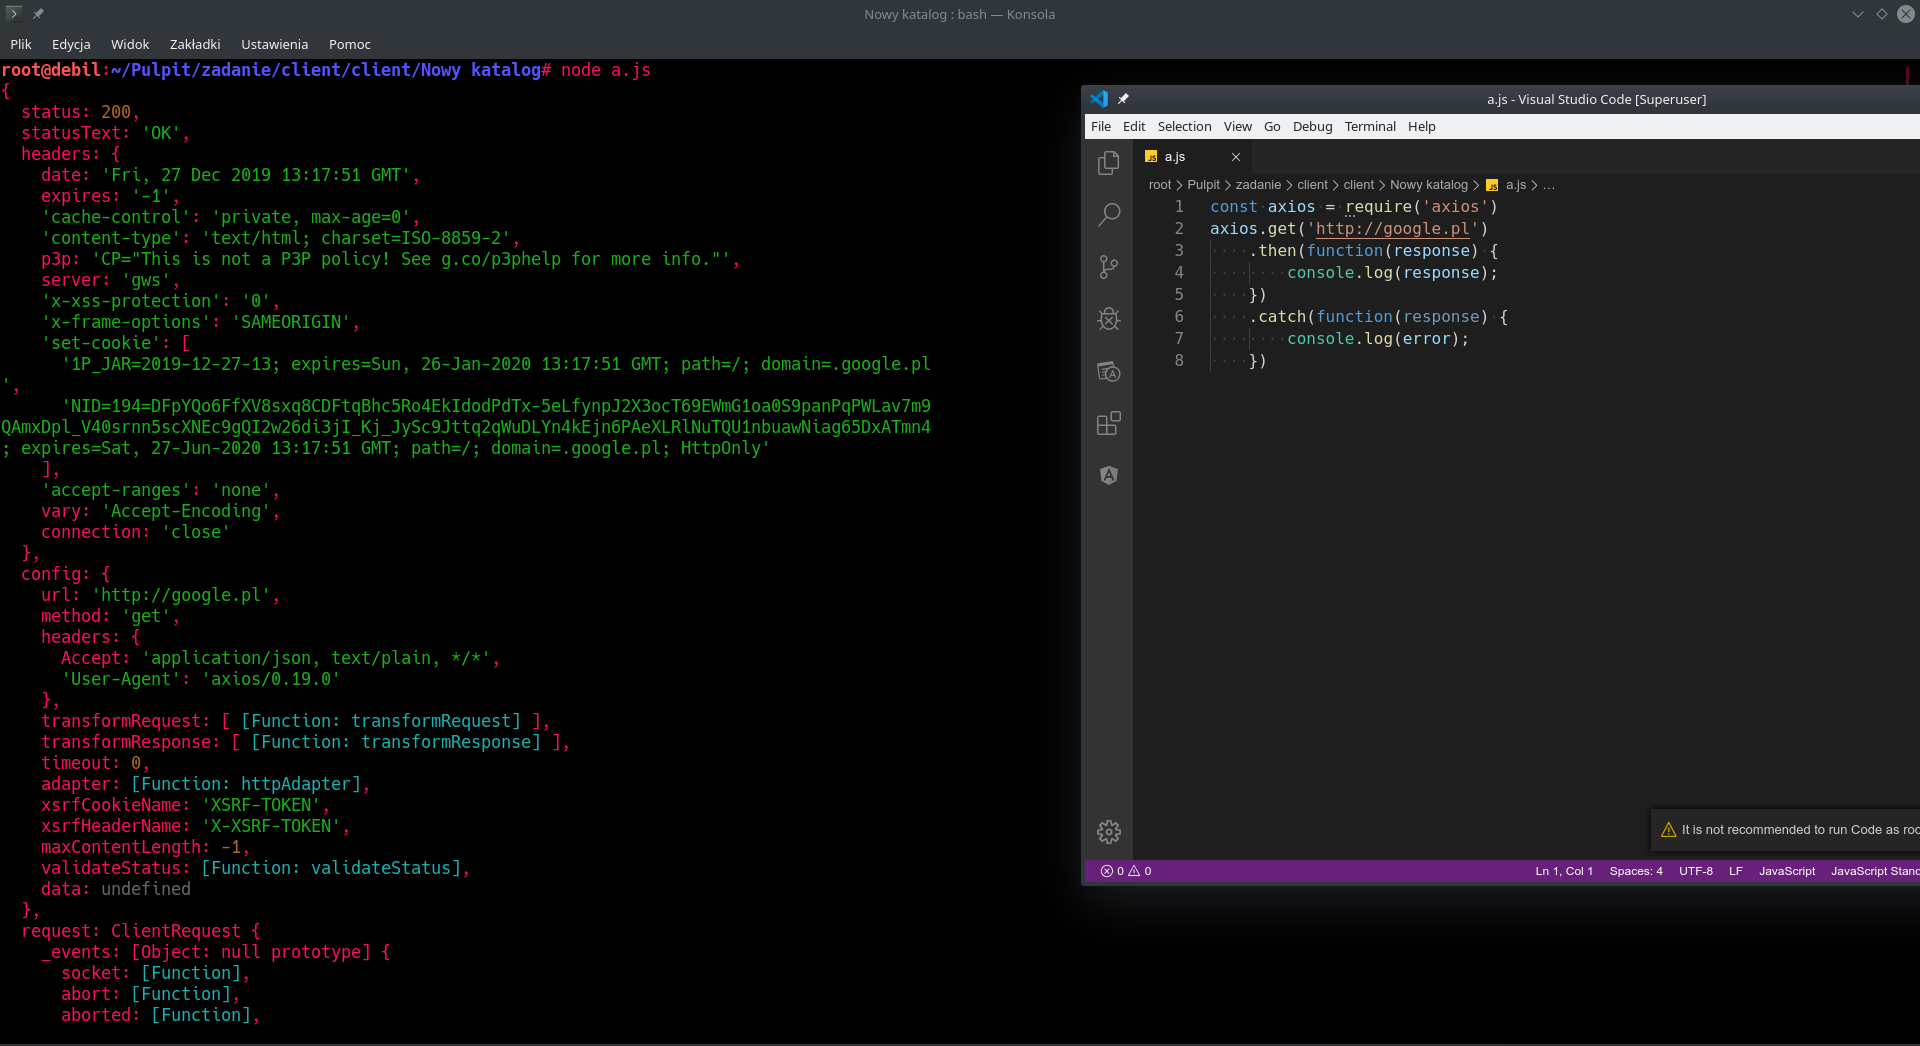 Nowy katalog : bash — Konsola
Plik Edycja Widok Zakładki Ustawienia Pomoc
root@debil:~/Pulpit/zadanie/client/client/Nowy katalog# node a.js
{
  status: 200,
  statusText: 'OK',
  headers: {
    date: 'Fri, 27 Dec 2019 13:17:51 GMT',
    expires: '-1',
    'cache-control': 'private, max-age=0',
    'content-type': 'text/html; charset=ISO-8859-2',
    p3p: 'CP="This is not a P3P policy! See g.co/p3phelp for more info."',
    server: 'gws',
    'x-xss-protection': '0',
    'x-frame-options': 'SAMEORIGIN',
    'set-cookie': [
      '1P_JAR=2019-12-27-13; expires=Sun, 26-Jan-2020 13:17:51 GMT; path=/; domain=.google.pl
',
      'NID=194=DFpYQo6FfXV8sxq8CDFtqBhc5Ro4EkIdodPdTx-5eLfynpJ2X3ocT69EWmG1oa0S9panPqPWLav7m9
QAmxDpl_V40srnn5scXNEc9gQI2w26di3jI_Kj_JySc9Jttq2qWuDLYn4kEjn6PAeXLRlNuTQU1nbuawNiag65DxATmn4
; expires=Sat, 27-Jun-2020 13:17:51 GMT; path=/; domain=.google.pl; HttpOnly'
    ],
    'accept-ranges': 'none',
    vary: 'Accept-Encoding',
    connection: 'close'
  },
  config: {
    url: 'http://google.pl',
    method: 'get',
    headers: {
      Accept: 'application/json, text/plain, */*',
      'User-Agent': 'axios/0.19.0'
    },
    transformRequest: [ [Function: transformRequest] ],
    transformResponse: [ [Function: transformResponse] ],
    timeout: 0,
    adapter: [Function: httpAdapter],
    xsrfCookieName: 'XSRF-TOKEN',
    xsrfHeaderName: 'X-XSRF-TOKEN',
    maxContentLength: -1,
    validateStatus: [Function: validateStatus],
    data: undefined
  },
  request: ClientRequest {
    _events: [Object: null prototype] {
      socket: [Function],
      abort: [Function],
      aborted: [Function],
a.js - Visual Studio Code [Superuser]
File Edit Selection View Go Debug Terminal Help
JS a.js
root > Pulpit > zadanie > client > client > Nowy katalog > JS a.js > ...
1 const axios = require('axios')
2 axios.get('http://google.pl')
3     .then(function(response) {
4         console.log(response);
5     })
6     .catch(function(response) {
7         console.log(error);
8     })
It is not recommended to run Code as
0 0 Ln 1, Col 1 Spaces: 4 UTF-8 LF JavaScript JavaScript